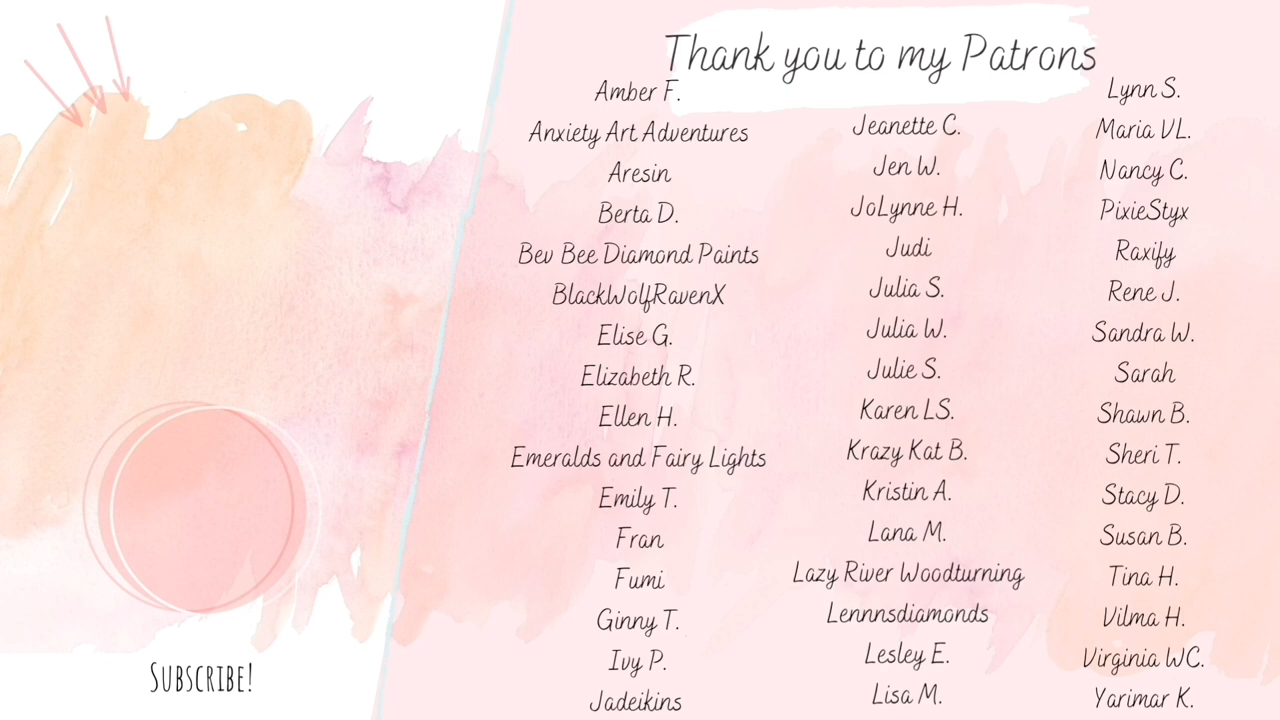 Thank you to my Patrons
Amber F.
Anxiety Art Adventures
Aresin
Berta D.
Bev Bee Diamond Paints
BlackWolfRavenX
Elise G.
Elizabeth R.
Ellen H.
Emeralds and Fairy Lights
Emily T.
Fran
Fumi
Ginny T.
Ivy P.
Jadeikins
Jeanette C.
Jen W.
JoLynne H.
Judi
Julia S.
Julia W.
Julie S.
Karen LS.
Krazy Kat B.
Kristin A.
Lana M.
Lazy River Woodturning
Lennnsdiamonds
Lesley E.
Lisa M.
Lynn S.
Maria VL.
Nancy C.
PixieStyx
Raxify
Rene J.
Sandra W.
Sarah
Shawn B.
Sheri T.
Stacy D.
Susan B.
Tina H.
Vilma H.
Virginia WC.
Yarimar K.
Subscribe!